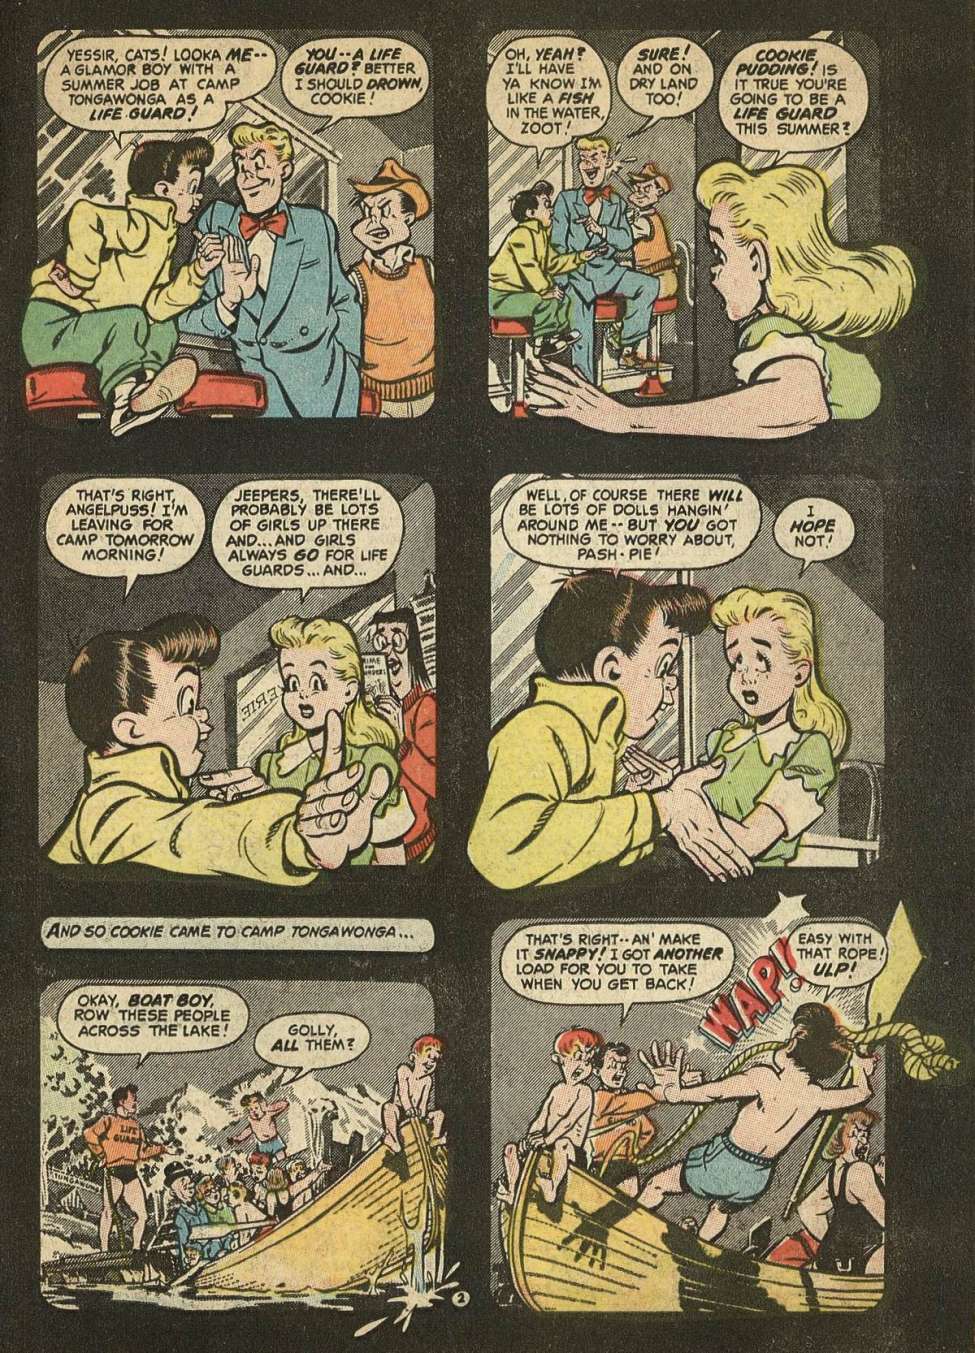 YESSIR, CATS! LOOKA ME--
A GLAMOR BOY WITH A
SUMMER JOB AT CAMP
TONGAWONGA AS A
LIFE GUARD!
YOU--A LIFE
GUARD? BETTER
I SHOULD DROWN,
COOKIE!
OH, YEAH?
I'LL HAVE
YA KNOW I'M
LIKE A FISH
IN THE WATER,
ZOOT!
SURE!
AND ON
DRY LAND
TOO!
COOKIE
PUDDING! IS
IT TRUE YOU'RE
GOING TO BE A
LIFE GUARD
THIS SUMMER?
THAT'S RIGHT,
ANGELPUSS! I'M
LEAVING FOR
CAMP TOMORROW
MORNING!
JEEPERS, THERE'LL
PROBABLY BE LOTS
OF GIRLS UP THERE
AND...AND GIRLS
ALWAYS GO FOR LIFE
GUARDS...AND...
WELL, OF COURSE THERE WILL
BE LOTS OF DOLLS HANGIN'
AROUND ME--BUT YOU GOT
NOTHING TO WORRY ABOUT,
PASH-PIE!
I
HOPE
NOT!
AND SO COOKIE CAME TO CAMP TONGAWONGA...
OKAY, BOAT BOY,
ROW THESE PEOPLE
ACROSS THE LAKE!
GOLLY,
ALL THEM?
LIFE
GUARD
2
THAT'S RIGHT--AN' MAKE
IT SNAPPY! I GOT ANOTHER
LOAD FOR YOU TO TAKE
WHEN YOU GET BACK!
WAP!!
EASY WITH
THAT ROPE!
ULP!